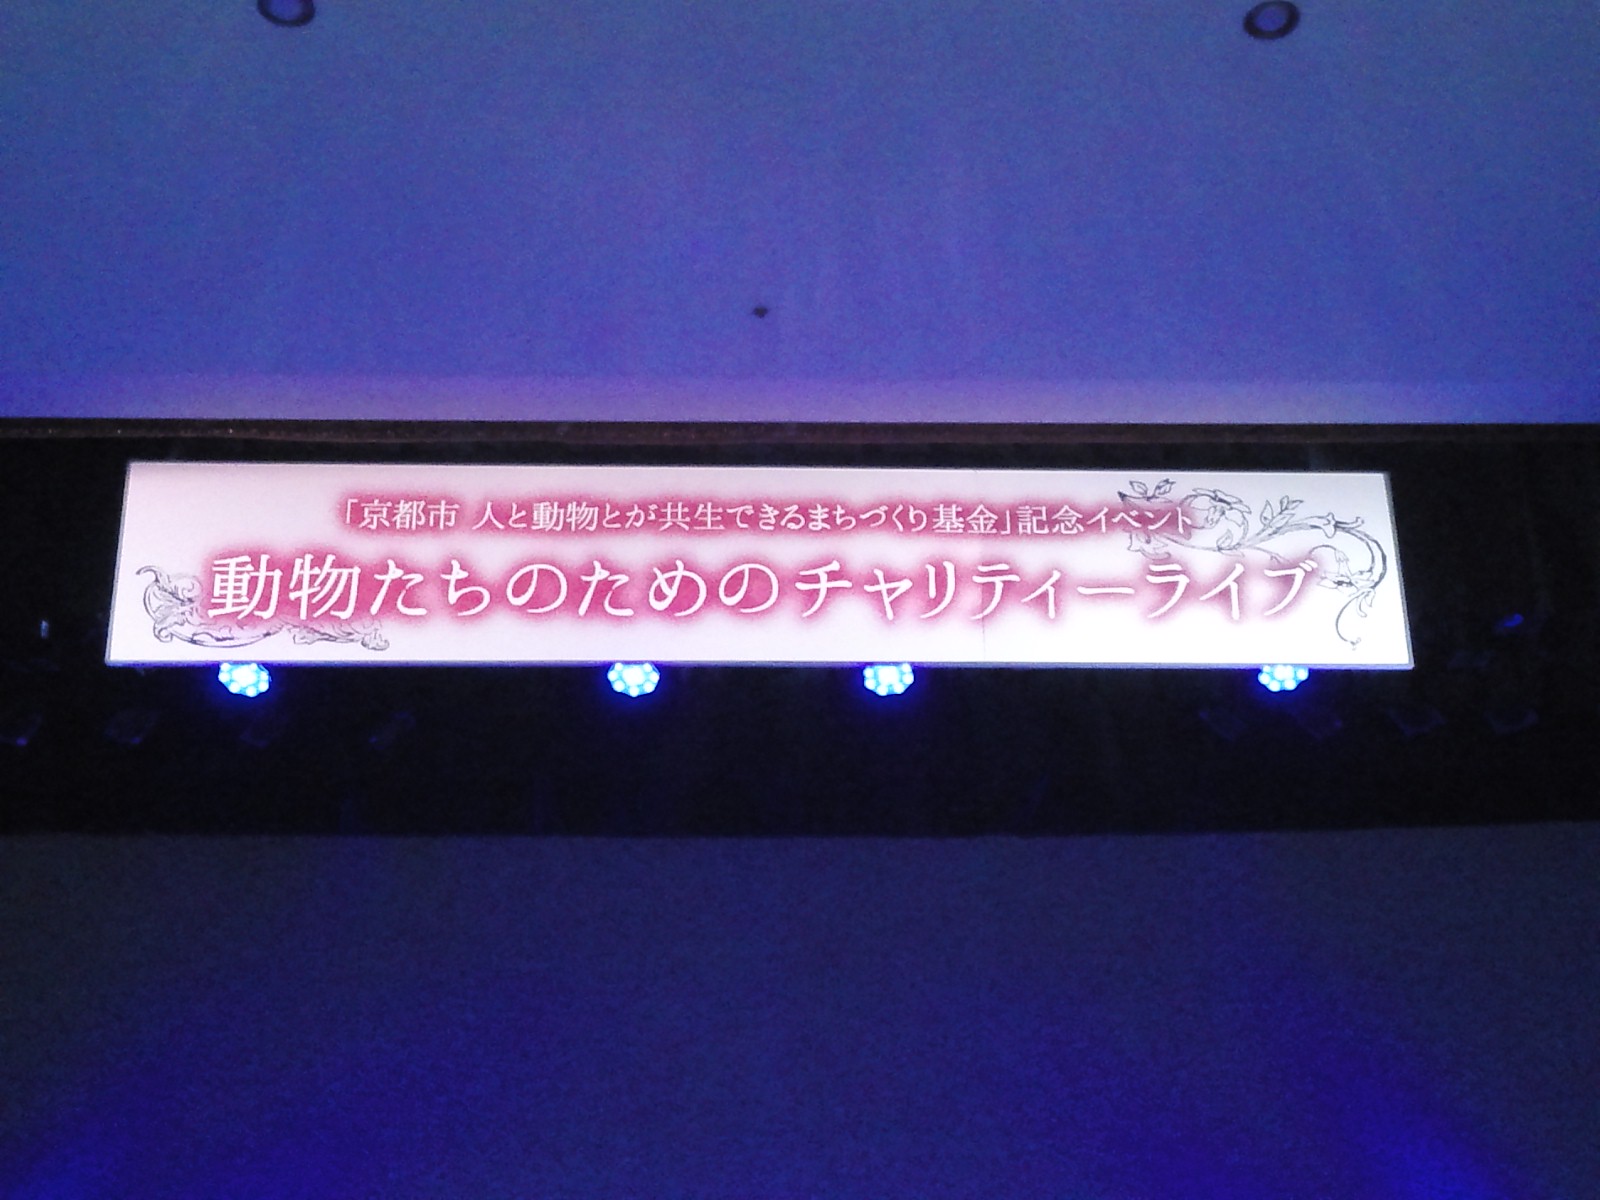 「京都市 人と動物とが共生できるまちづくり基金」記念イベント
動物たちのためのチャリティーライブ